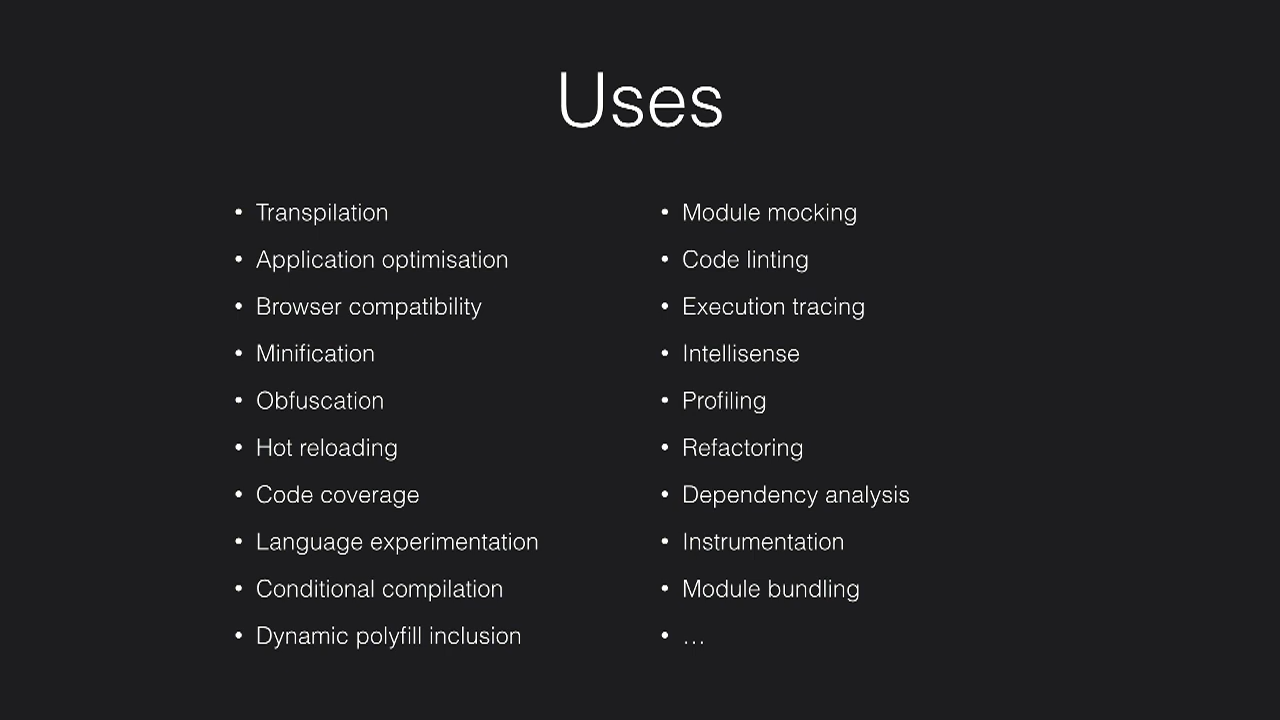 Uses
• Transpilation
• Application optimisation
• Browser compatibility
• Minification
• Obfuscation
• Hot reloading
• Code coverage
• Language experimentation
• Conditional compilation
• Dynamic polyfill inclusion
• Module mocking
• Code linting
• Execution tracing
• Intellisense
• Profiling
• Refactoring
• Dependency analysis
• Instrumentation
• Module bundling
• …